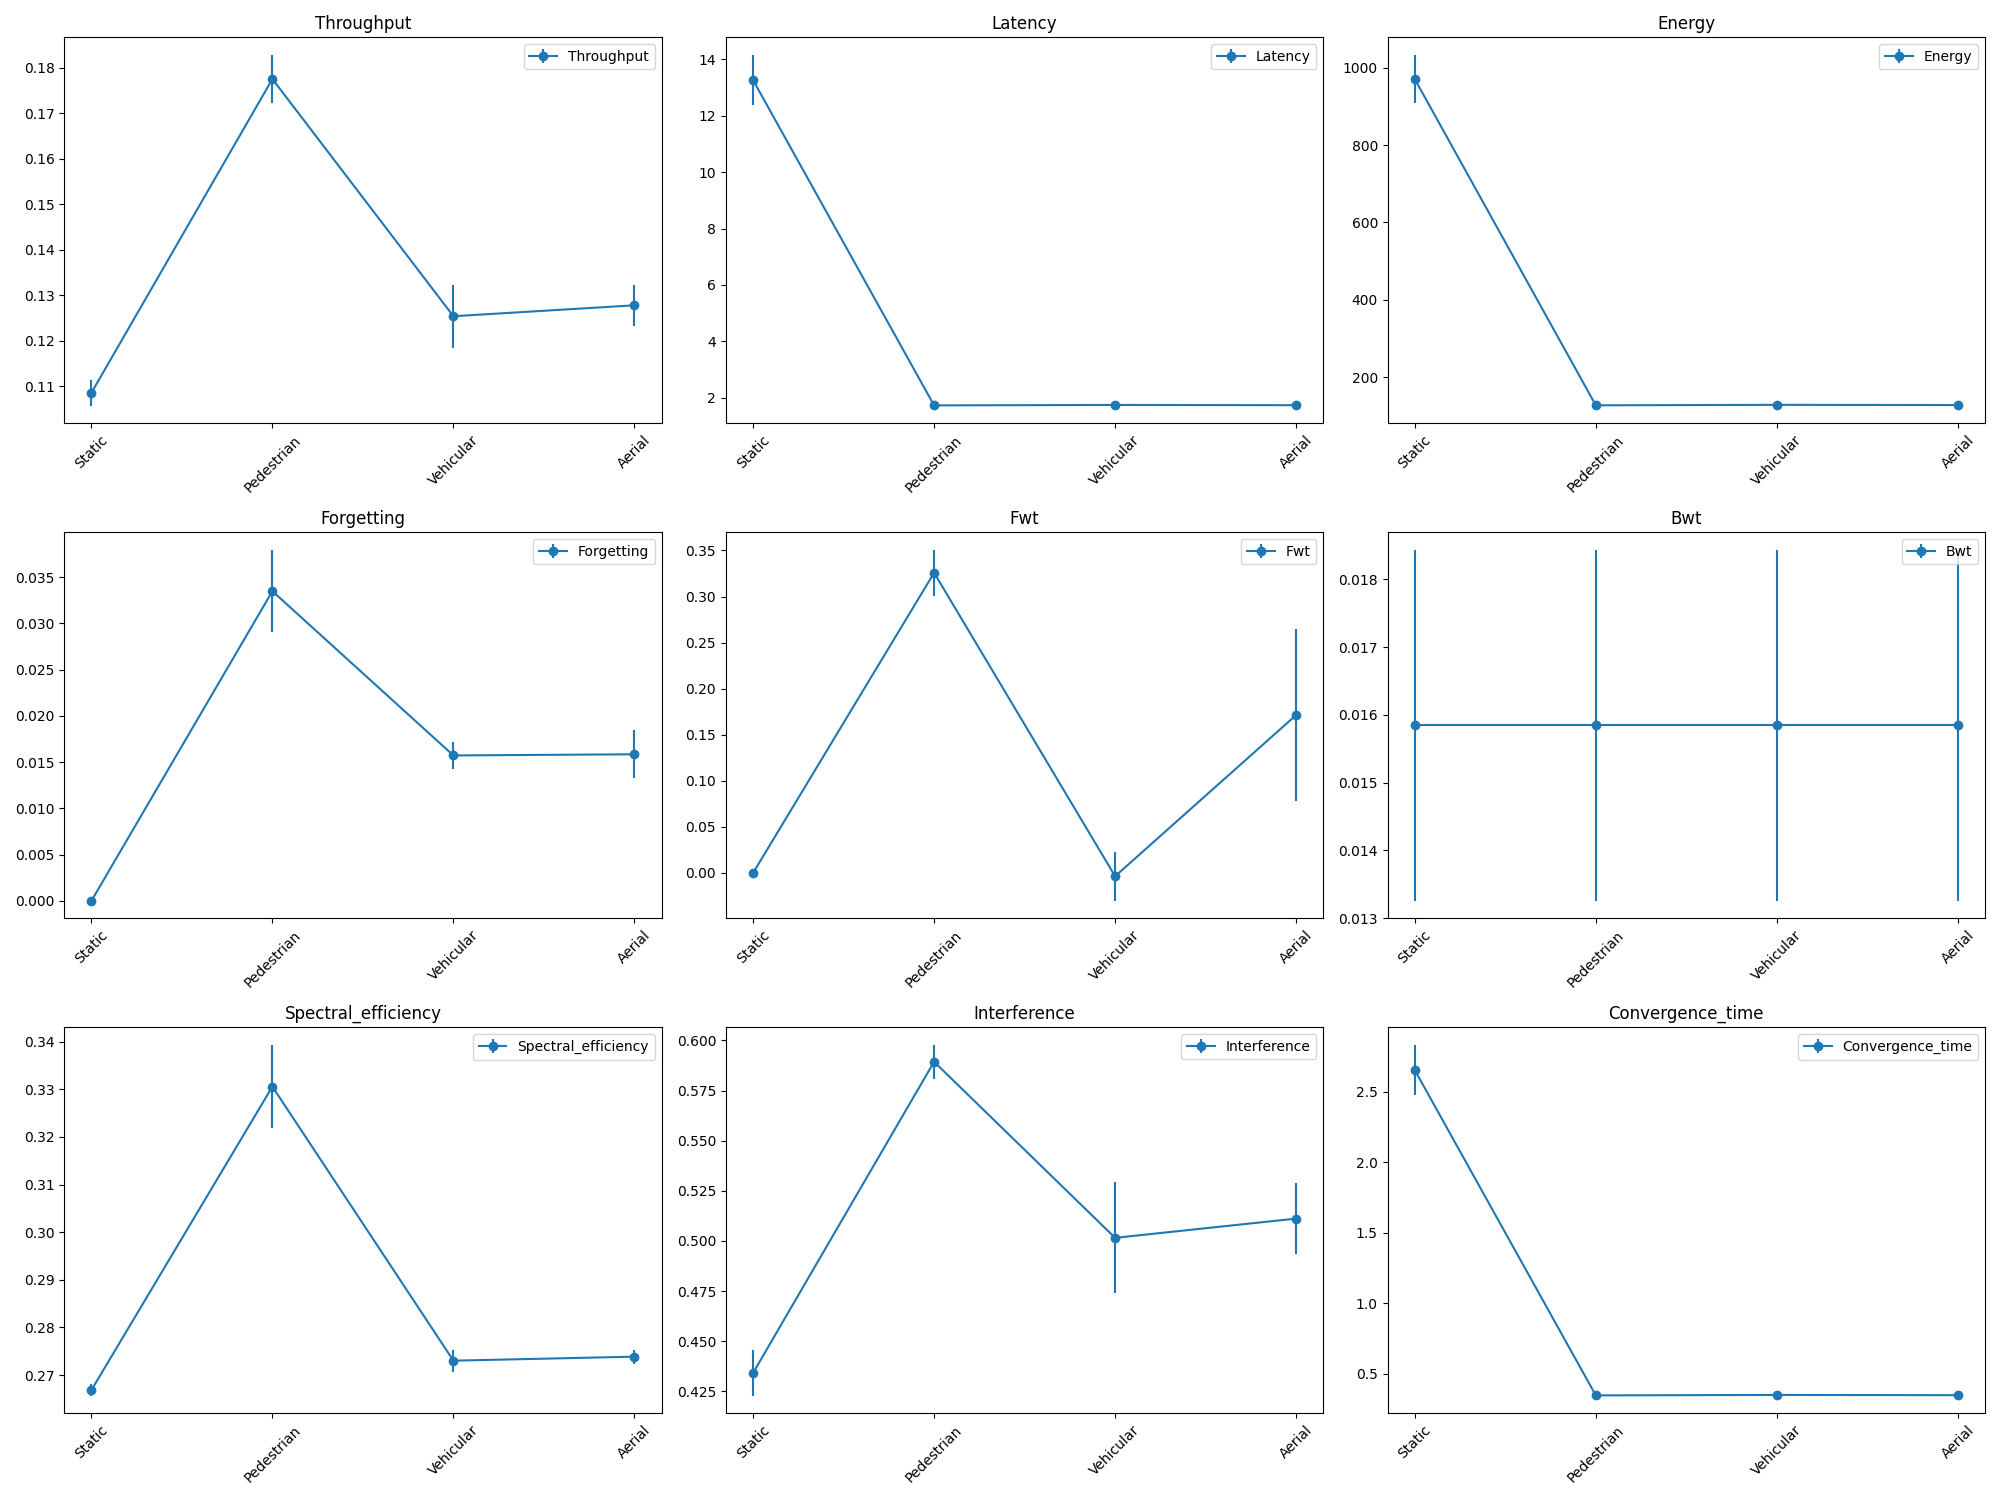 Throughput
Throughput
0.18
0.17
0.16
0.15
0.14
0.13
0.12
0.11
Static
Pedestrian
Vehicular
Aerial
Latency
Latency
14
12
10
8
6
4
2
Static
Pedestrian
Vehicular
Aerial
Energy
Energy
1000
800
600
400
200
Static
Pedestrian
Vehicular
Aerial
Forgetting
Forgetting
0.035
0.030
0.025
0.020
0.015
0.010
0.005
0.000
Static
Pedestrian
Vehicular
Aerial
Fwt
Fwt
0.35
0.30
0.25
0.20
0.15
0.10
0.05
0.00
Static
Pedestrian
Vehicular
Aerial
Bwt
Bwt
0.018
0.017
0.016
0.015
0.014
0.013
Static
Pedestrian
Vehicular
Aerial
Spectral_efficiency
Spectral_efficiency
0.34
0.33
0.32
0.31
0.30
0.29
0.28
0.27
Static
Pedestrian
Vehicular
Aerial
Interference
Interference
0.600
0.575
0.550
0.525
0.500
0.475
0.450
0.425
Static
Pedestrian
Vehicular
Aerial
Convergence_time
Convergence_time
2.5
2.0
1.5
1.0
0.5
Static
Pedestrian
Vehicular
Aerial